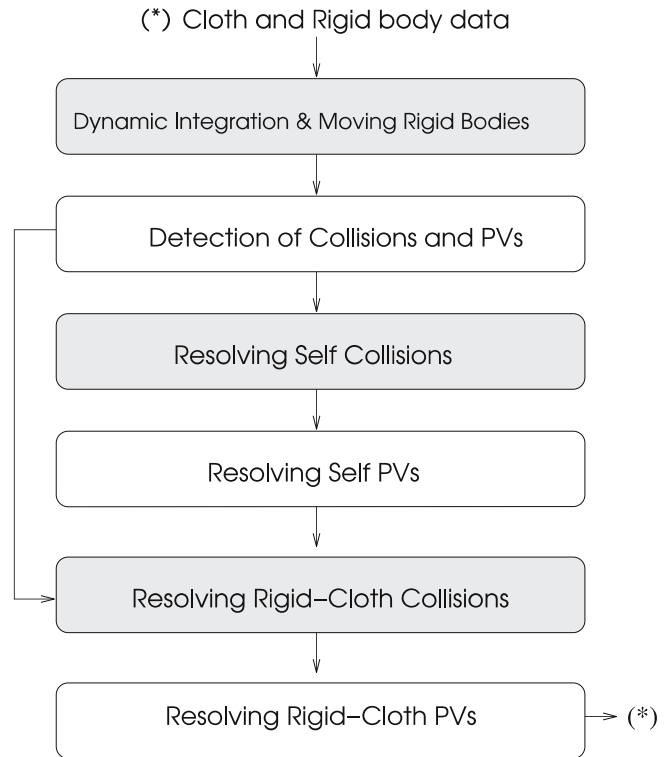 (*) Cloth and Rigid body data
Dynamic Integration & Moving Rigid Bodies
Detection of Collisions and PVs
Resolving Self Collisions
Resolving Self PVs
Resolving Rigid–Cloth Collisions
Resolving Rigid–Cloth PVs
(*)